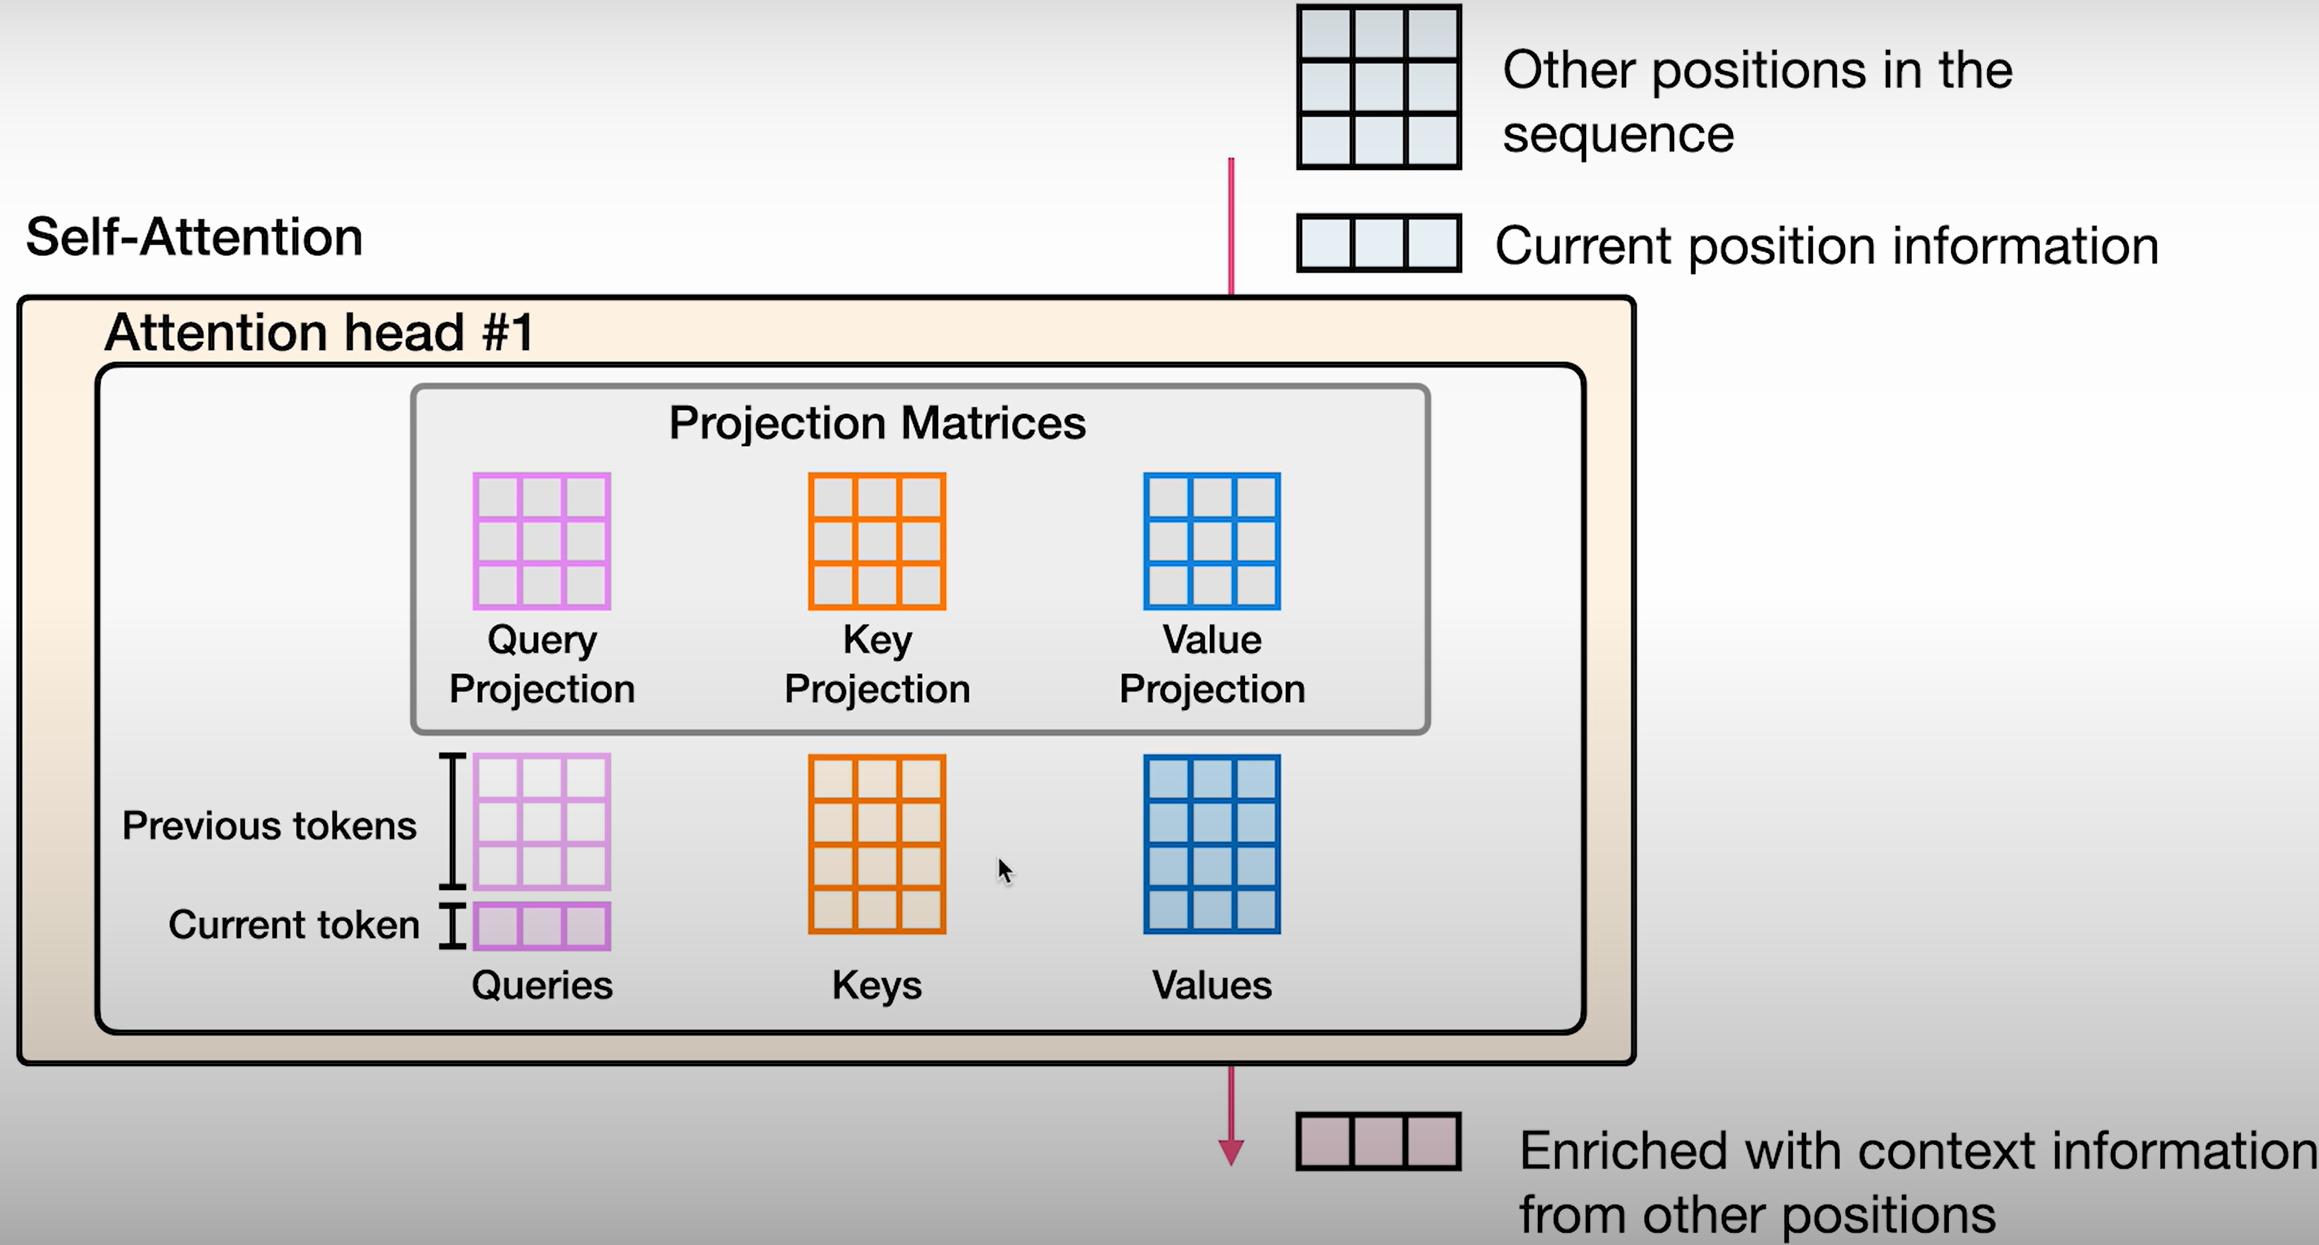 Other positions in the
sequence
Current position information
Self-Attention
Attention head #1
Projection Matrices
Query
Projection
Key
Projection
Value
Projection
Previous tokens
Current token
Queries
Keys
Values
Enriched with context information
from other positions